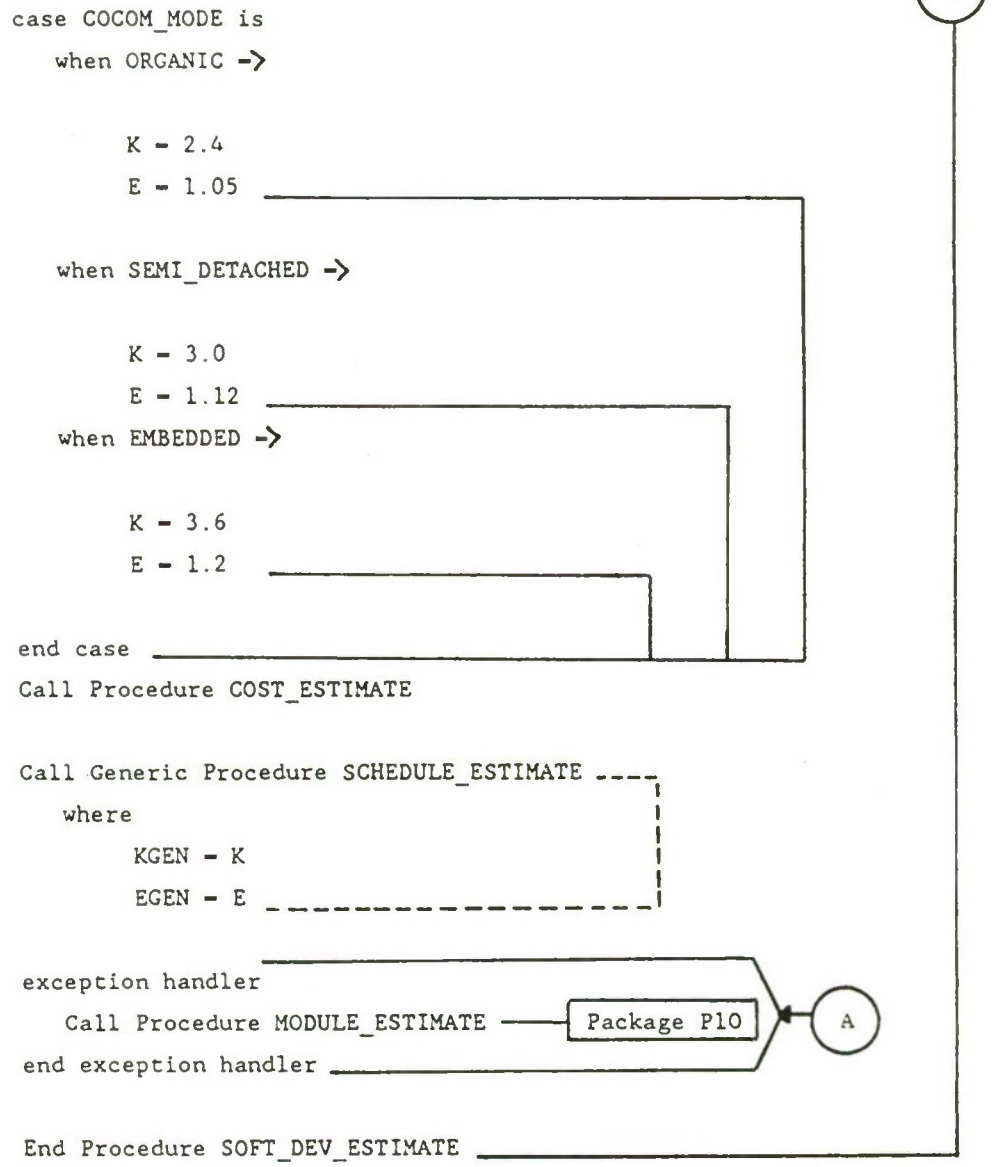 case COCOM_MODE is
when ORGANIC ->
K = 2.4
E = 1.05
when SEMI_DETACHED ->
K = 3.0
E = 1.12
when EMBEDDED ->
K = 3.6
E = 1.2
end case
Call Procedure COST_ESTIMATE
Call Generic Procedure SCHEDULE_ESTIMATE
where
KGEN = K
EGEN = E
exception handler
Call Procedure MODULE_ESTIMATE Package P10 A
end exception handler
End Procedure SOFT_DEV_ESTIMATE